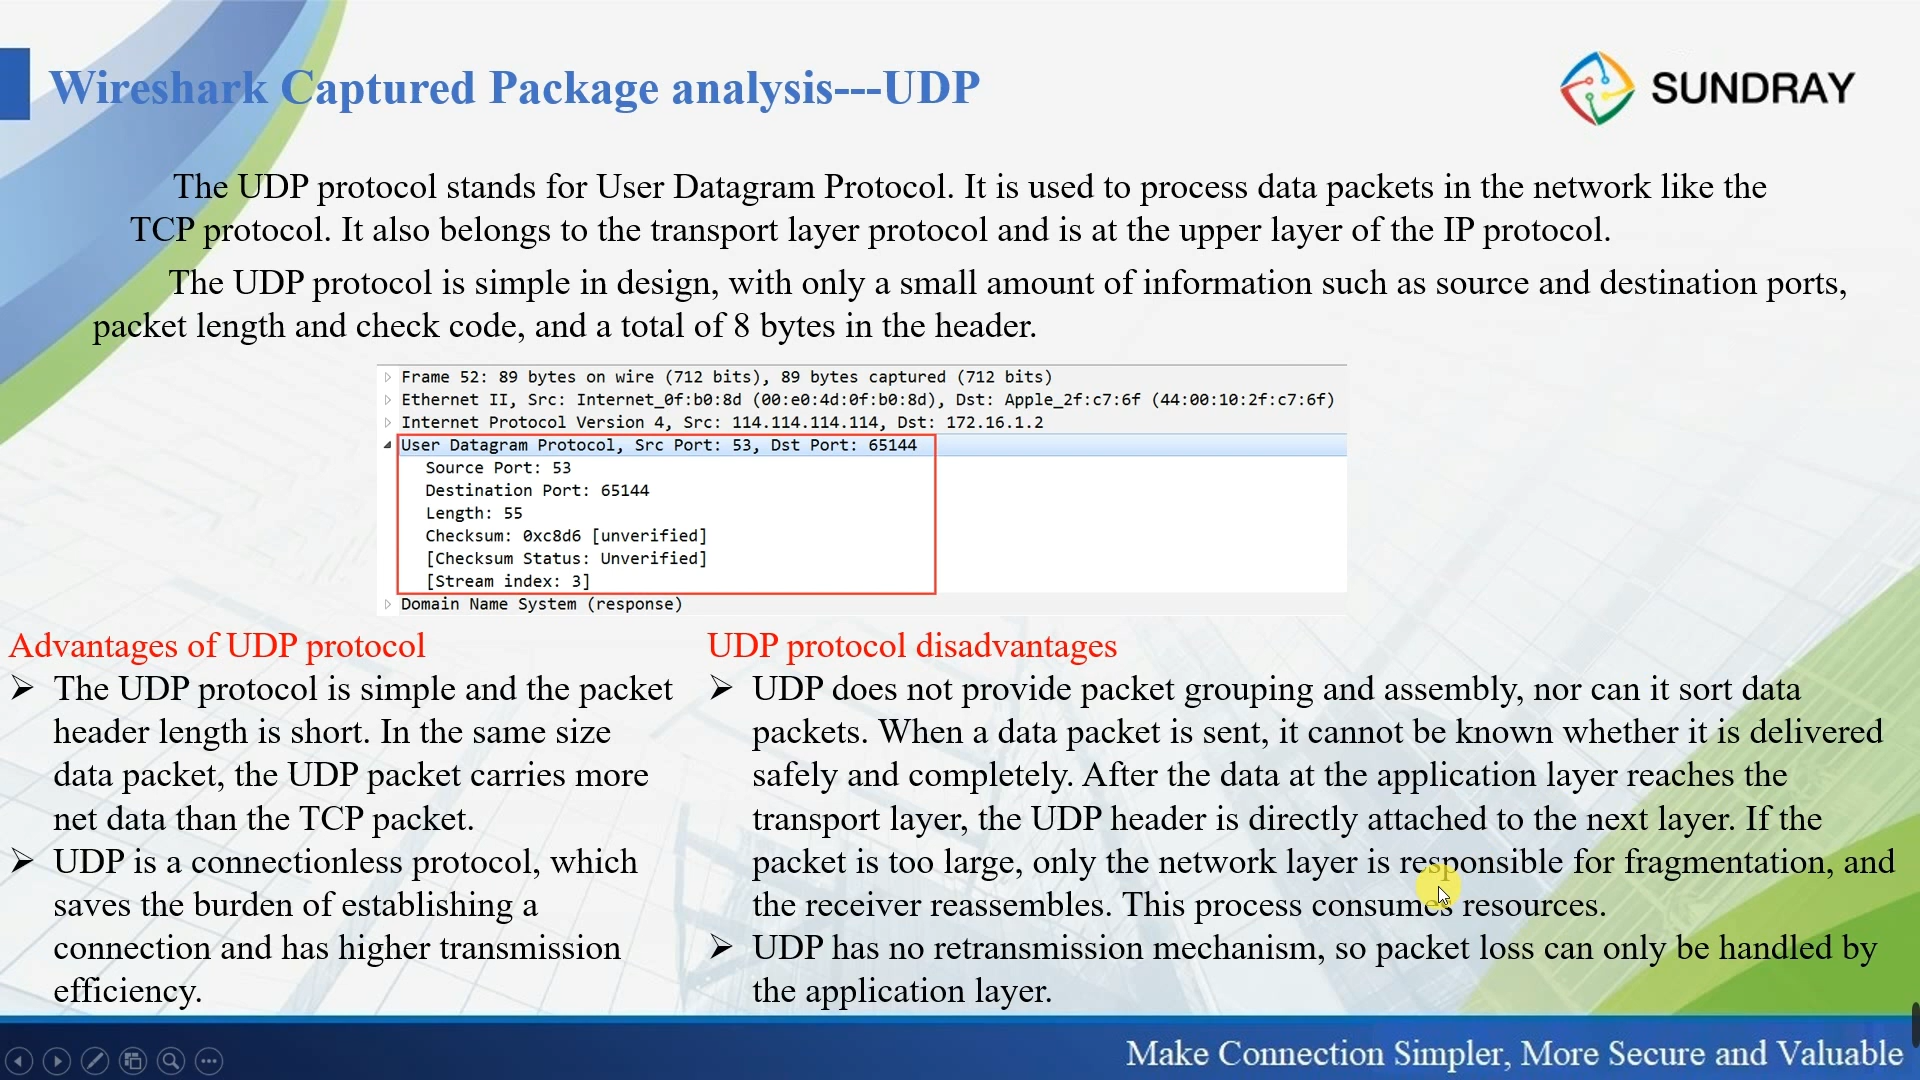 Wireshark Captured Package analysis---UDP
SUNDRAY
The UDP protocol stands for User Datagram Protocol. It is used to process data packets in the network like the
TCP protocol. It also belongs to the transport layer protocol and is at the upper layer of the IP protocol.
The UDP protocol is simple in design, with only a small amount of information such as source and destination ports,
packet length and check code, and a total of 8 bytes in the header.
Frame 52: 89 bytes on wire (712 bits), 89 bytes captured (712 bits)
Ethernet II, Src: Internet_0f:b0:8d (00:e0:4d:0f:b0:8d), Dst: Apple_2f:c7:6f (44:00:10:2f:c7:6f)
Internet Protocol Version 4, Src: 114.114.114.114, Dst: 172.16.1.2
User Datagram Protocol, Src Port: 53, Dst Port: 65144
Source Port: 53
Destination Port: 65144
Length: 55
Checksum: 0xc8d6 [unverified]
[Checksum Status: Unverified]
[Stream index: 3]
Domain Name System (response)
Advantages of UDP protocol
➢ The UDP protocol is simple and the packet
header length is short. In the same size
data packet, the UDP packet carries more
net data than the TCP packet.
➢ UDP is a connectionless protocol, which
saves the burden of establishing a
connection and has higher transmission
efficiency.
UDP protocol disadvantages
➢ UDP does not provide packet grouping and assembly, nor can it sort data
packets. When a data packet is sent, it cannot be known whether it is delivered
safely and completely. After the data at the application layer reaches the
transport layer, the UDP header is directly attached to the next layer. If the
packet is too large, only the network layer is responsible for fragmentation, and
the receiver reassembles. This process consumes resources.
➢ UDP has no retransmission mechanism, so packet loss can only be handled by
the application layer.
Make Connection Simpler, More Secure and Valuable